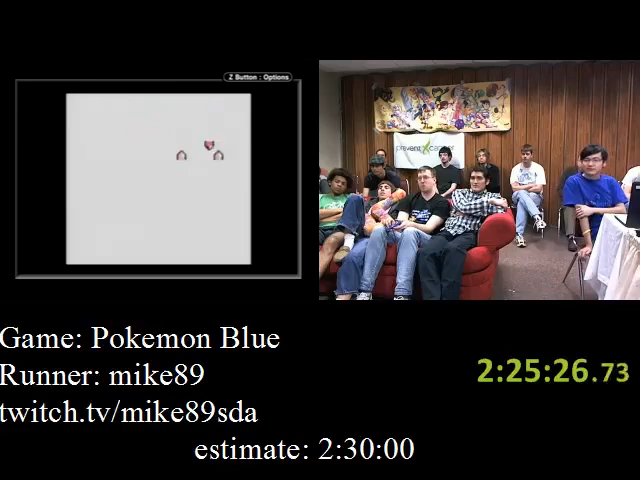 Z Button : Options
prevent cancer
Game: Pokemon Blue
Runner: mike89
2:25:26.73
twitch.tv/mike89sda
estimate: 2:30:00